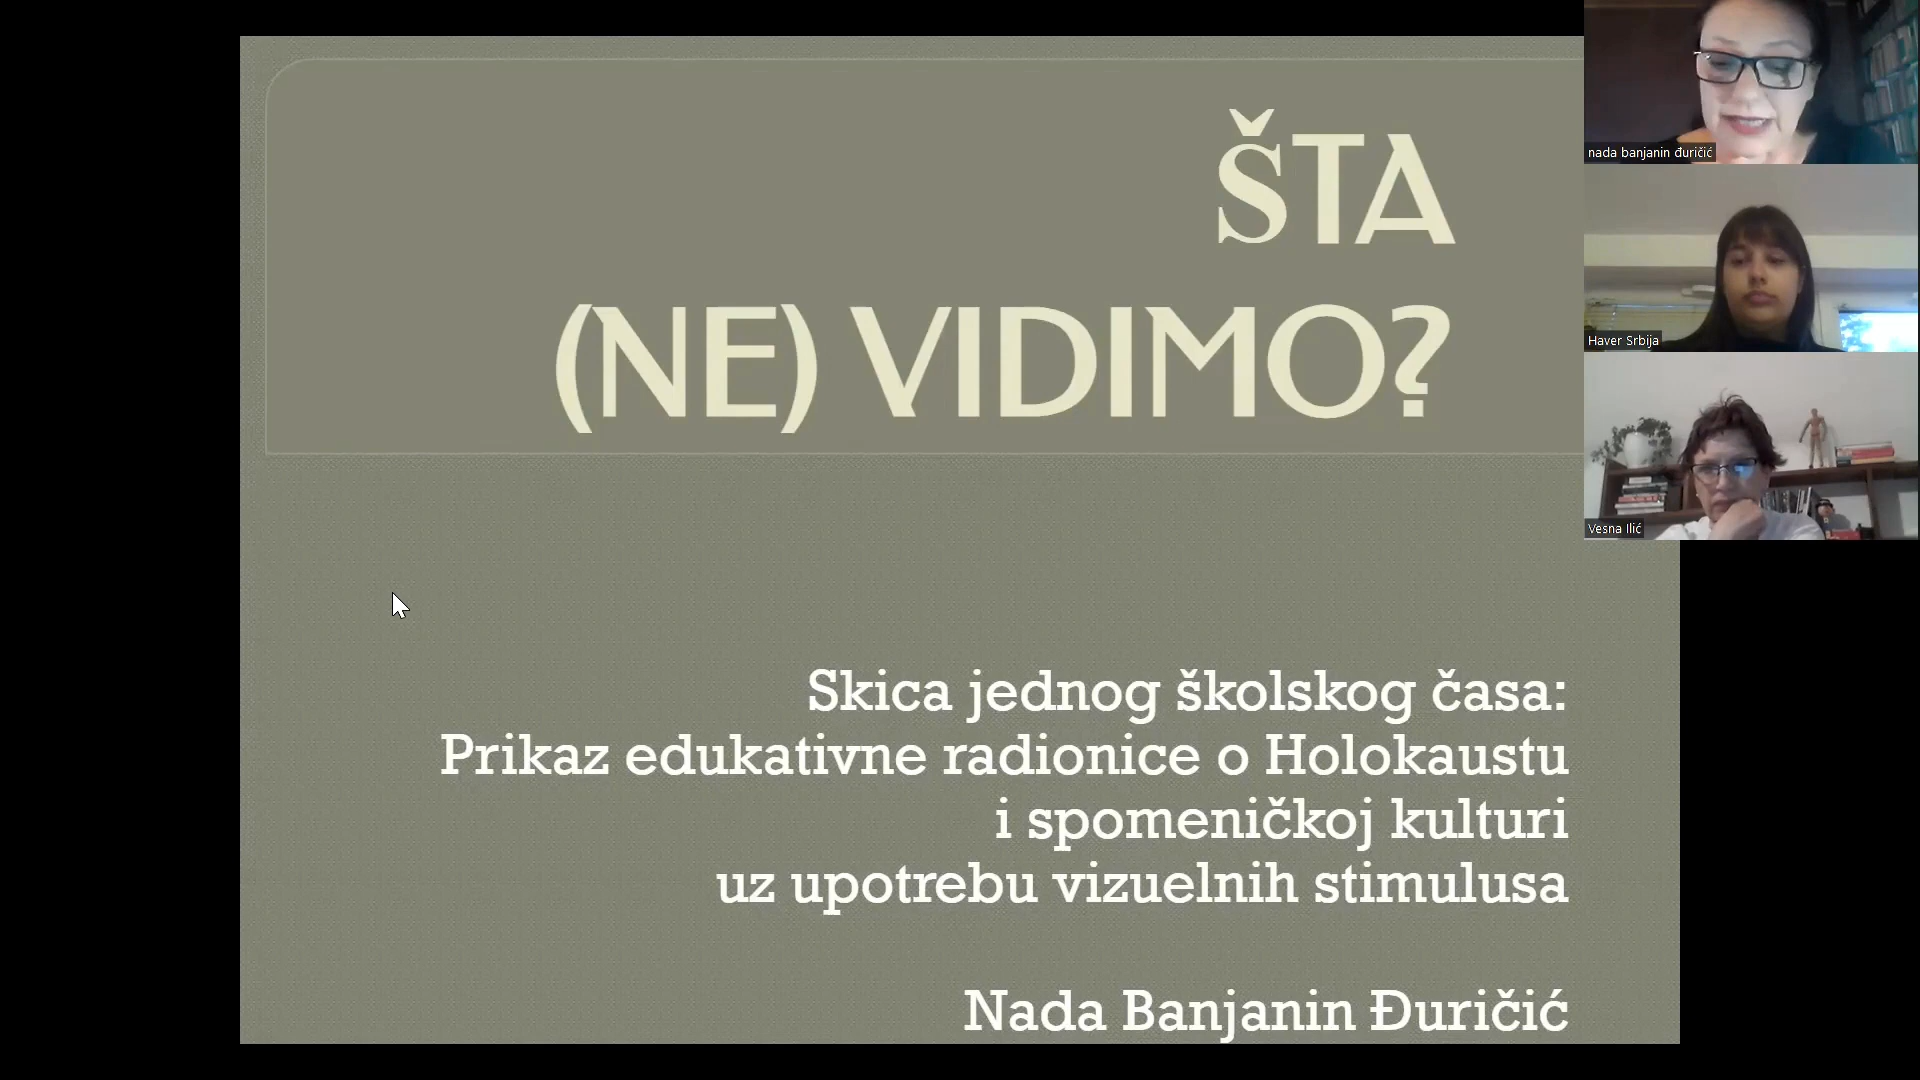 ŠTA
(NE) VIDIMO?
Skica jednog školskog časa:
Prikaz edukativne radionice o Holokaustu
i spomeničkoj kulturi
uz upotrebu vizuelnih stimulusa
Nada Banjanin Đuričić
nada banjanin đuričić
Haver Srbija
Vesna Ilić